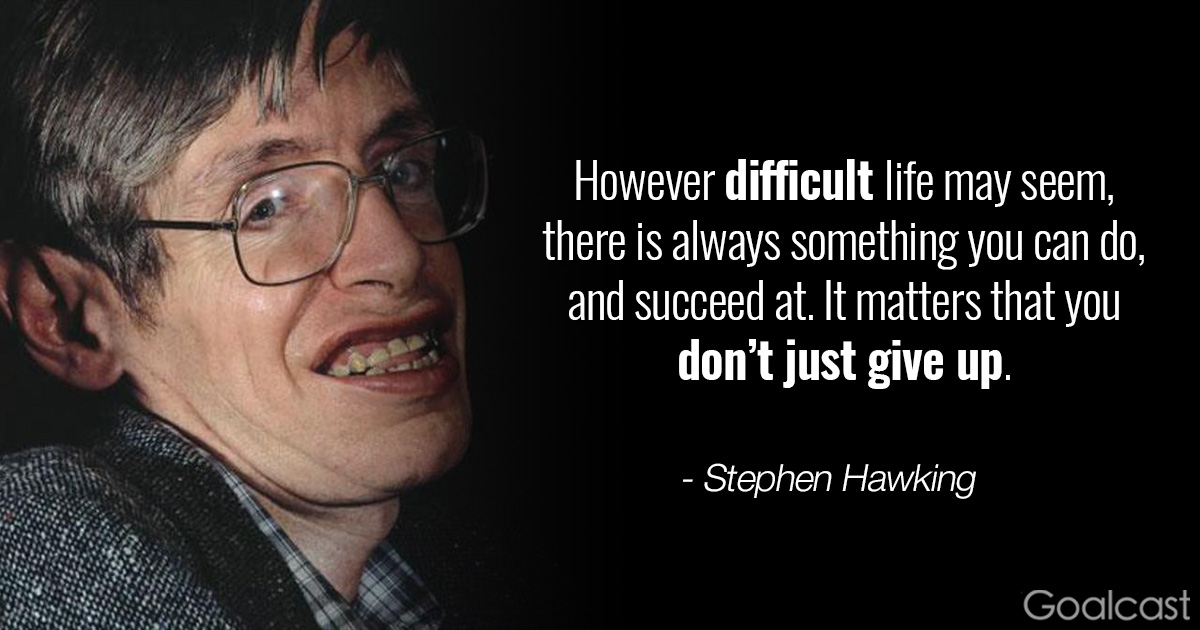 However difficult life may seem,
there is always something you can do,
and succeed at. It matters that you
don’t just give up.
- Stephen Hawking
Goalcast